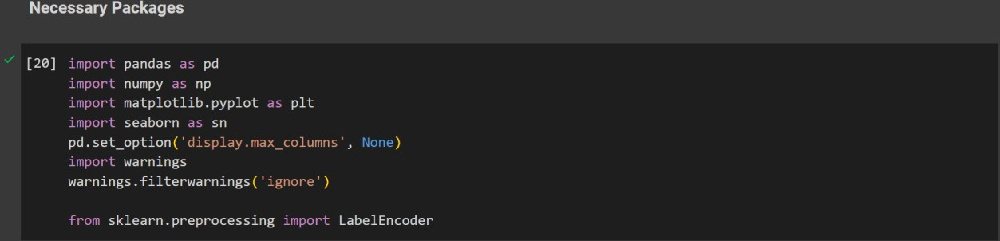 Necessary Packages
[20] import pandas as pd
import numpy as np
import matplotlib.pyplot as plt
import seaborn as sn
pd.set_option('display.max_columns', None)
import warnings
warnings.filterwarnings('ignore')
from sklearn.preprocessing import LabelEncoder